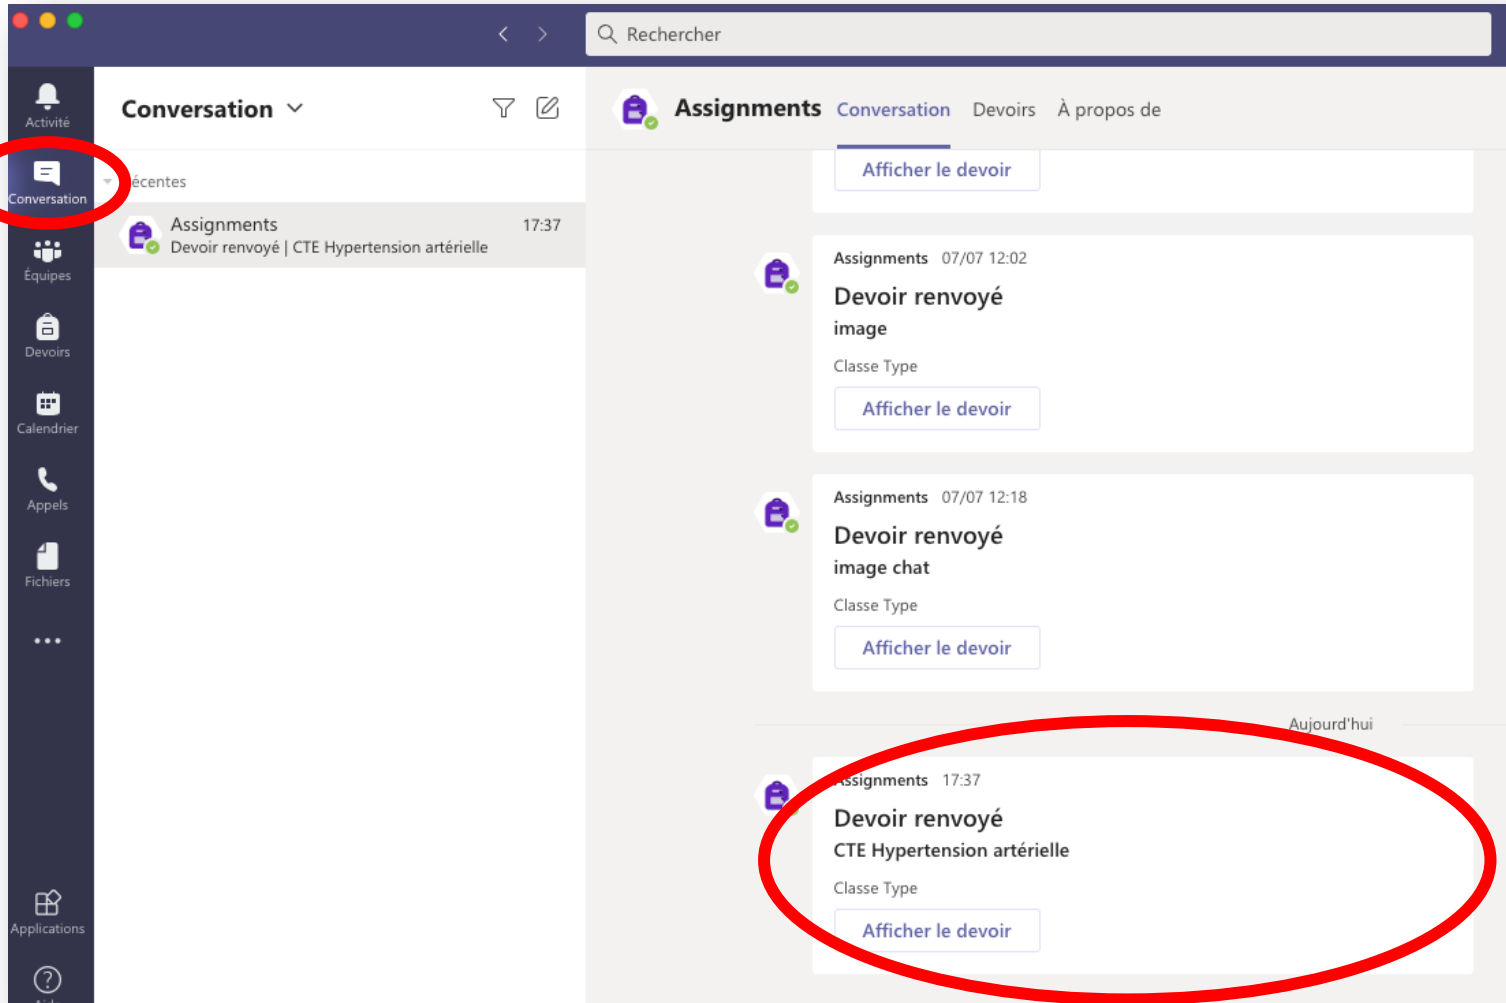 Rechercher
Activité
Conversation
Équipes
Devoirs
Calendrier
Appels
Fichiers
Applications
Conversation
écentes
Assignments 17:37
Devoir renvoyé | CTE Hypertension artérielle
Assignments Conversation Devoirs À propos de
Afficher le devoir
Assignments 07/07 12:02
Devoir renvoyé
image
Classe Type
Afficher le devoir
Assignments 07/07 12:18
Devoir renvoyé
image chat
Classe Type
Afficher le devoir
Aujourd'hui
Assignments 17:37
Devoir renvoyé
CTE Hypertension artérielle
Classe Type
Afficher le devoir